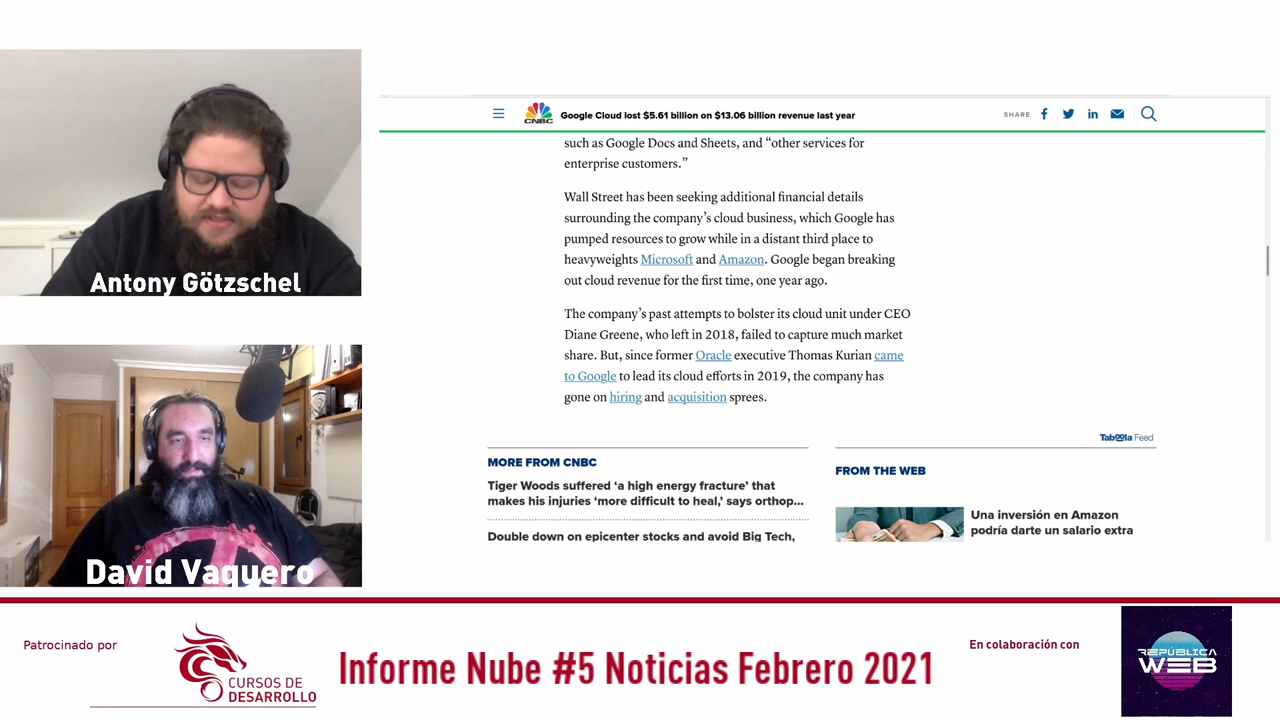 Antony Götzschel
David Vaquero
CNBC
Google Cloud lost $5.61 billion on $13.06 billion revenue last year
SHARE
such as Google Docs and Sheets, and “other services for
enterprise customers.”
Wall Street has been seeking additional financial details
surrounding the company’s cloud business, which Google has
pumped resources to grow while in a distant third place to
heavyweights Microsoft and Amazon. Google began breaking
out cloud revenue for the first time, one year ago.
The company’s past attempts to bolster its cloud unit under CEO
Diane Greene, who left in 2018, failed to capture much market
share. But, since former Oracle executive Thomas Kurian came
to Google to lead its cloud efforts in 2019, the company has
gone on hiring and acquisition sprees.
Taboola Feed
MORE FROM CNBC
Tiger Woods suffered ‘a high energy fracture’ that
makes his injuries ‘more difficult to heal,’ says orthop...
Double down on epicenter stocks and avoid Big Tech,
FROM THE WEB
Una inversión en Amazon
podría darte un salario extra
Patrocinado por
CURSOS DE
DESARROLLO
Informe Nube #5 Noticias Febrero 2021
En colaboración con
REPÚBLICA
WEB